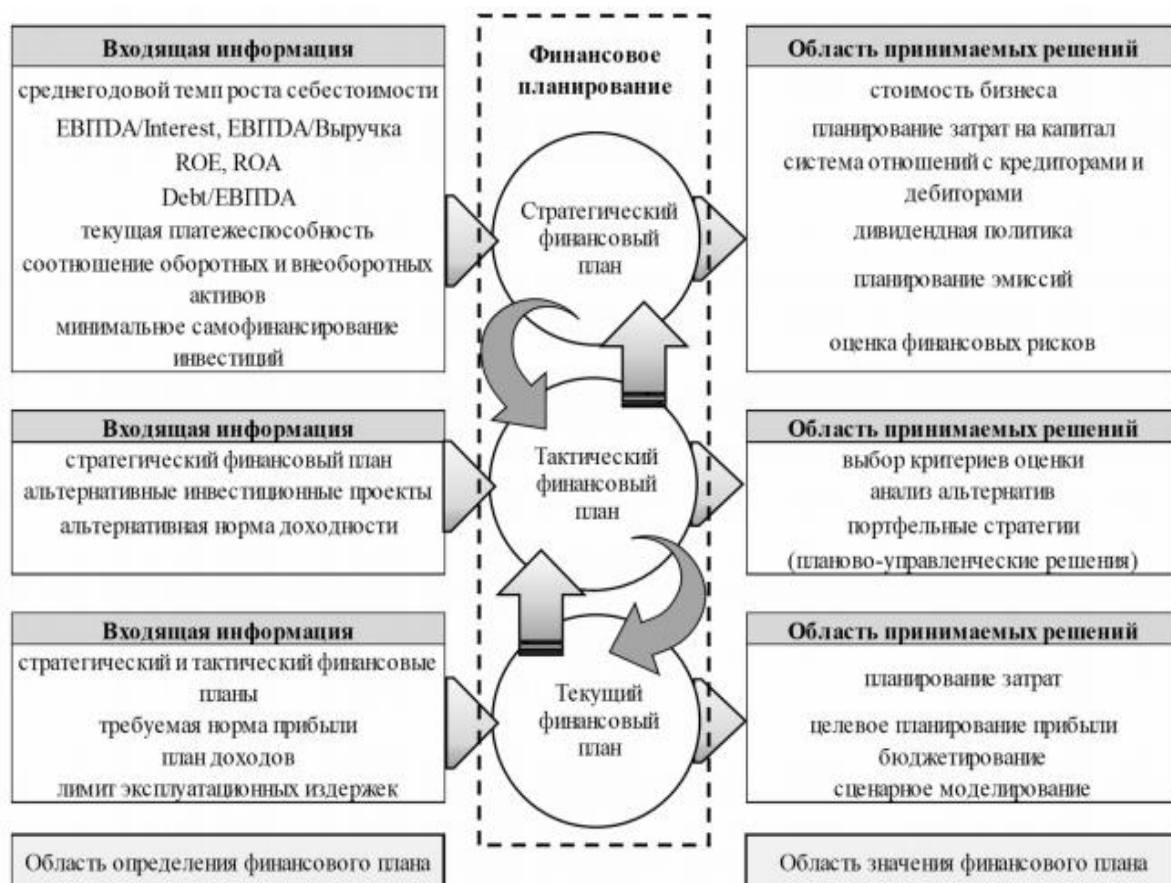 Входящая информация
среднегодовой темп роста себестоимости
EBITDA/Interest, EBITDA/Выручка
ROE, ROA
Debt/EBITDA
текущая платежеспособность
соотношение оборотных и внеоборотных
активов
минимальное самофинансирование
инвестиций
Финансовое
планирование
Стратегический
финансовый
план
Область принимаемых решений
стоимость бизнеса
планирование затрат на капитал
система отношений с кредиторами и
дебиторами
дивидендная политика
планирование эмиссий
оценка финансовых рисков
Входящая информация
стратегический финансовый план
альтернативные инвестиционные проекты
альтернативная норма доходности
Тактический
финансовый
план
Область принимаемых решений
выбор критериев оценки
анализ альтернатив
портфельные стратегии
(планово-управленческие решения)
Входящая информация
стратегический и тактический финансовые
планы
требуемая норма прибыли
план доходов
лимит эксплуатационных издержек
Текущий
финансовый
план
Область принимаемых решений
планирование затрат
целевое планирование прибыли
бюджетирование
сценарное моделирование
Область определения финансового плана
Область значения финансового плана